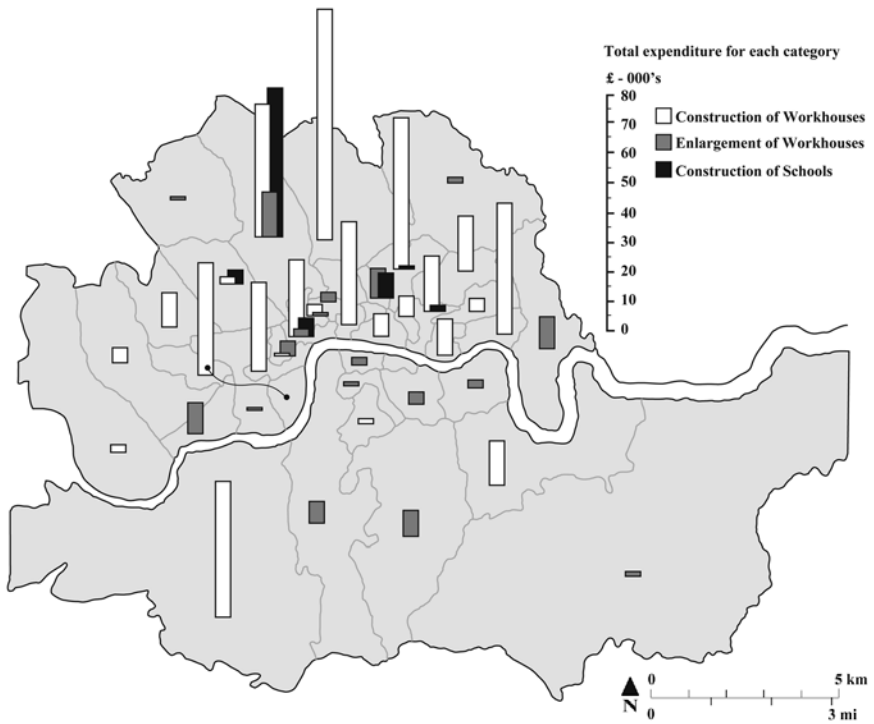 Total expenditure for each category
£ - 000's
80
70
60
50
40
30
20
10
0
Construction of Workhouses
Enlargement of Workhouses
Construction of Schools
0 5 km
N
0 3 mi